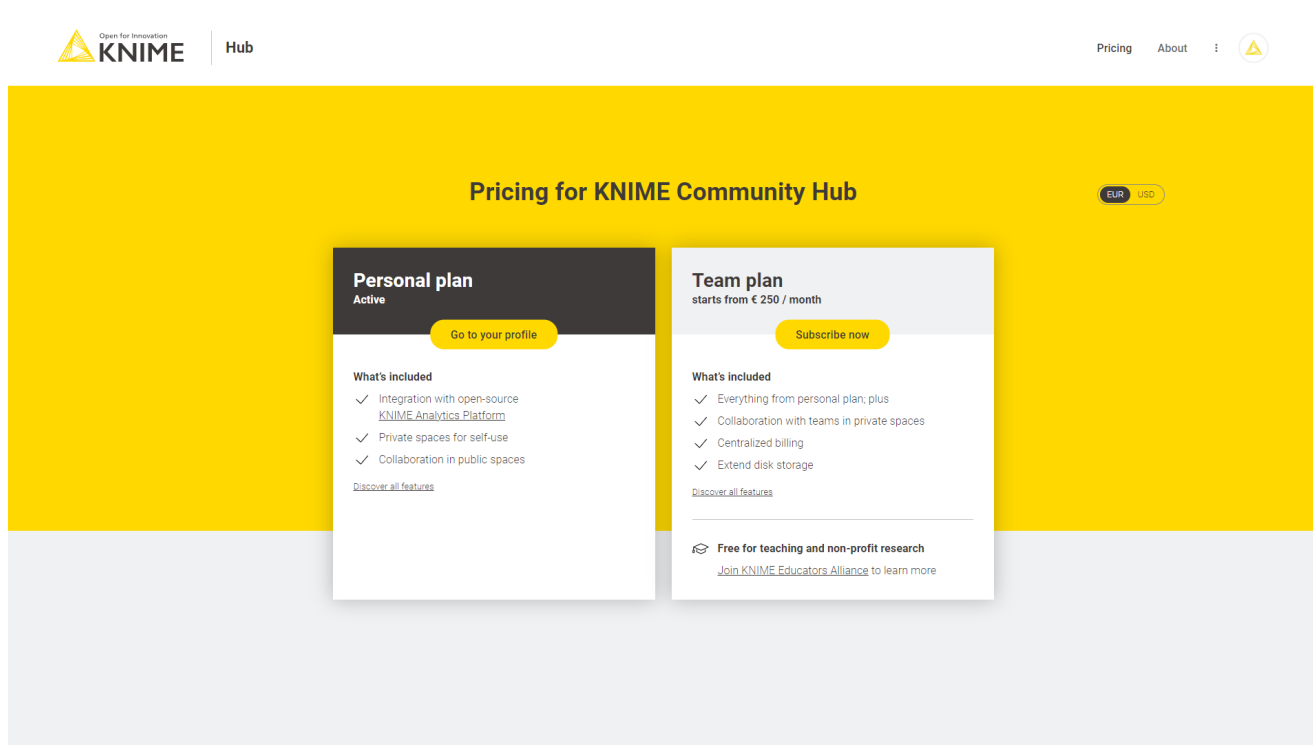 Open for Innovation
KNIME
Hub
Pricing
About
Pricing for KNIME Community Hub
EUR
USD
Personal plan
Active
Go to your profile
What's included
Integration with open-source
KNIME Analytics Platform
Private spaces for self-use
Collaboration in public spaces
Discover all features
Team plan
starts from € 250 / month
Subscribe now
What's included
Everything from personal plan; plus
Collaboration with teams in private spaces
Centralized billing
Extend disk storage
Discover all features
Free for teaching and non-profit research
Join KNIME Educators Alliance to learn more